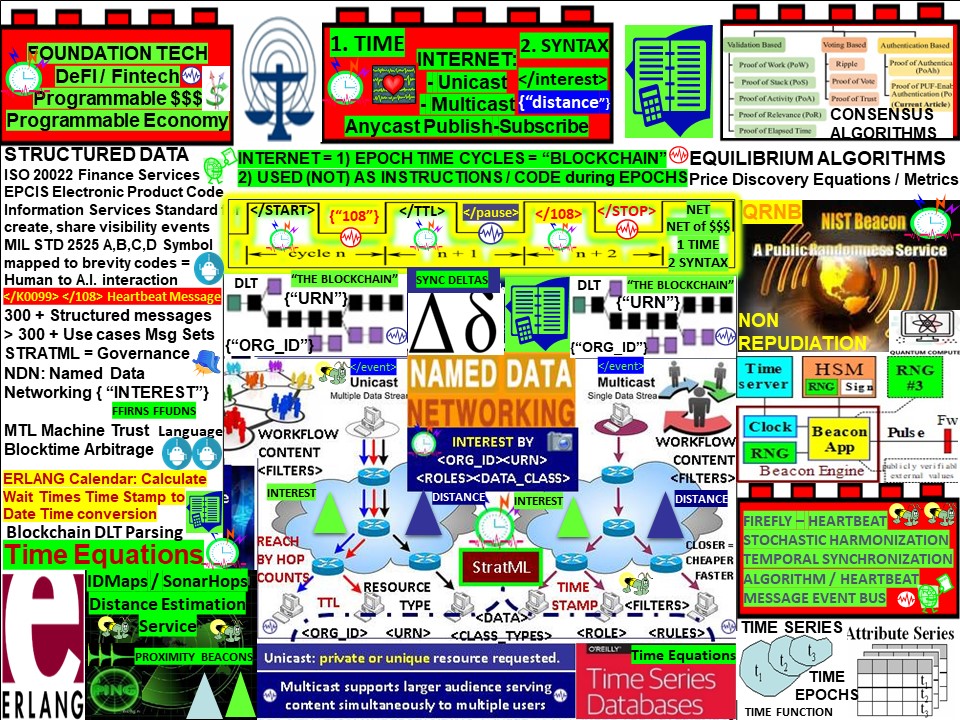 FOUNDATION TECH
DeFI / Fintech
Programmable $$$
Programmable Economy
1. TIME
2. SYNTAX
INTERNET:
- Unicast
- Multicast
Anycast Publish-Subscribe
</interest>
{“distance”}
Validation Based
Voting Based
Authentication Based
Proof of Work (PoW)
Proof of Stack (PoS)
Proof of Activity (PoA)
Proof of Relevance (PoR)
Proof of Elapsed Time
Ripple
Proof of Vote
Proof of Trust
Proof of Authentica
(PoAh)
Proof of PUF-Ena
Authentication (Po
(Current Article)
CONSENSUS
ALGORITHMS
STRUCTURED DATA
ISO 20022 Finance Services
EPCIS Electronic Product Code
Information Services Standard
create, share visibility events
MIL STD 2525 A,B,C,D Symbol
mapped to brevity codes =
Human to A.I. interaction
</K0099> </108> Heartbeat Message
300 + Structured messages
> 300 + Use cases Msg Sets
STRATML = Governance
NDN: Named Data
Networking { “INTEREST”}
FFIRNS FFUDNS
MTL Machine Trust Language
Blocktime Arbitrage
ERLANG Calendar: Calculate
Wait Times Time Stamp to
Date Time conversion
Blockchain DLT Parsing
Time Equations
INTERNET = 1) EPOCH TIME CYCLES = “BLOCKCHAIN”
2) USED (NOT) AS INSTRUCTIONS / CODE during EPOCHS
EQUILIBRIUM ALGORITHMS
Price Discovery Equations / Metrics
</START>
{“108”}
</TTL>
</pause>
</108>
</STOP>
NET
NET of $$$
1 TIME
2 SYNTAX
cycle n
n + 1
n + 2
DLT
“THE BLOCKCHAIN”
{“URN”}
{“ORG_ID”}
SYNC DELTAS
Δδ
DLT
“THE BLOCKCHAIN”
{“URN”}
{“ORG_ID”}
QRNB
NIST Beacon
A Public Randomness Service
NON
REPUDIATION
QUANTUM COMPUTE
Time
server
HSM
RNG
Sign
RNG
#3
Clock
RNG
Beacon
App
Beacon Engine
Pulse
Fw
publicly verifiabl
external values
</event>
Unicast
Multiple Data Strea
NAMED DATA
NETWORKING
</event>
Multicast
Single Data Strea
WORKFLOW
CONTENT
<FILTERS>
INTEREST BY
<ORG_ID><URN>
<ROLES><DATA_CLASS>
WORKFLOW
CONTENT
<FILTERS>
INTEREST
DISTANCE
INTEREST
DISTANCE
REACH
BY HOP
COUNTS
StratML
CLOSER =
CHEAPER
FASTER
TTL
RESOURCE
TYPE
TIME
STAMP
<FILTERS>
<ORG_ID>
<URN>
<DATA>
<CLASS_TYPES>
<ROLE>
<RULES>
FIREFLY – HEARTBEAT
STOCHASTIC HARMONIZATION
TEMPORAL SYNCHRONIZATION
ALGORITHM / HEARTBEAT
MESSAGE EVENT BUS
e
ERLANG
IDMaps / SonarHops
Distance Estimation
Service
PROXIMITY BEACONS
PING
Unicast: private or unique resource requested.
Multicast supports larger audience serving
content simultaneously to multiple users
O'REILLY
Time Equations
Time Series
Databases
TIME SERIES
t1
t2
t3
TIME
EPOCHS
TIME FUNCTION
Attribute Series
t1
t2
t3